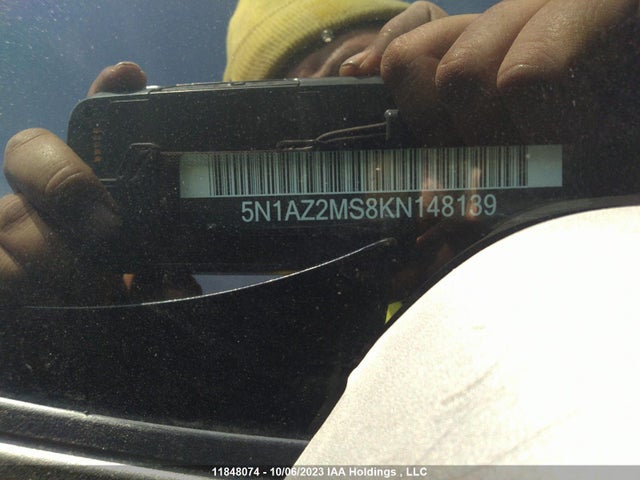 5N1AZ2MS8KN148139
11848074 - 10/06/2023 IAA Holdings , LLC